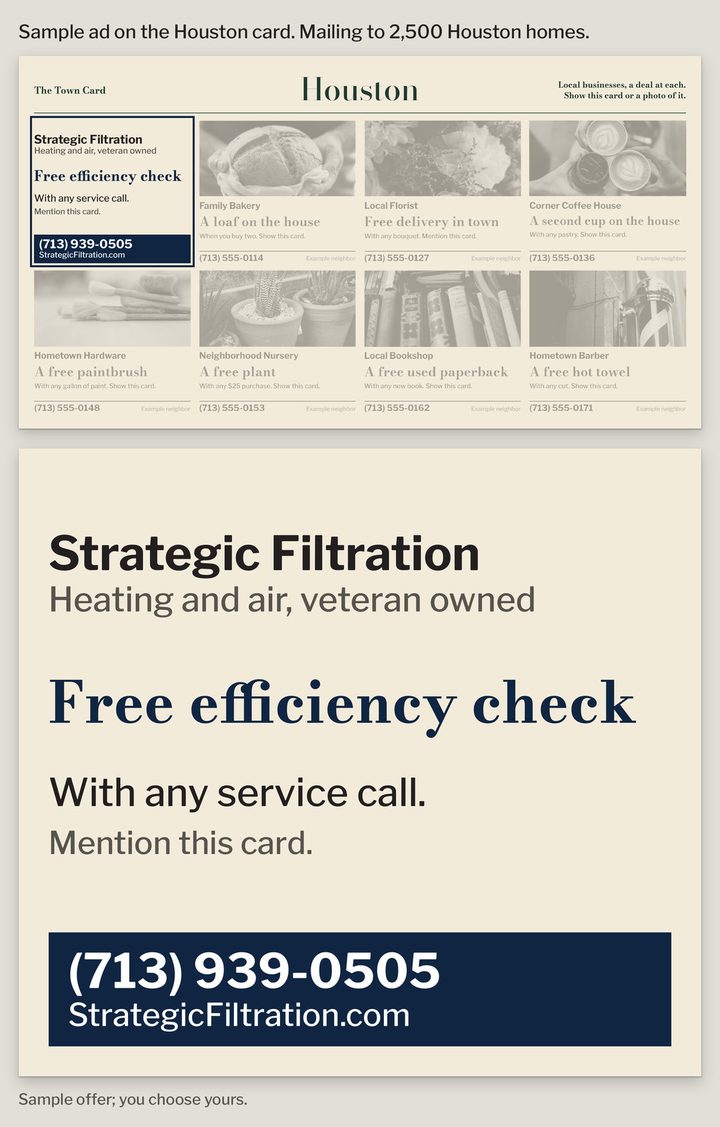 Sample ad on the Houston card. Mailing to 2,500 Houston homes.
The Town Card
Houston
Local businesses, a deal at each.
Show this card or a photo of it.
Strategic Filtration
Heating and air, veteran owned
Free efficiency check
With any service call.
Mention this card.
(713) 939-0505
StrategicFiltration.com
Family Bakery
A loaf on the house
When you buy two. Show this card.
(713) 555-0114
Example neighbor
Local Florist
Free delivery in town
With any bouquet. Mention this card.
(713) 555-0127
Example neighbor
Corner Coffee House
A second cup on the house
With any pastry. Show this card.
(713) 555-0136
Example neighbor
Hometown Hardware
A free paintbrush
With any gallon of paint. Show this card.
(713) 555-0148
Example neighbor
Neighborhood Nursery
A free plant
With any $25 purchase. Show this card.
(713) 555-0153
Example neighbor
Local Bookshop
A free used paperback
With any new book. Show this card.
(713) 555-0162
Example neighbor
Hometown Barber
A free hot towel
With any cut. Show this card.
(713) 555-0171
Example neighbor
Strategic Filtration
Heating and air, veteran owned
Free efficiency check
With any service call.
Mention this card.
(713) 939-0505
StrategicFiltration.com
Sample offer; you choose yours.